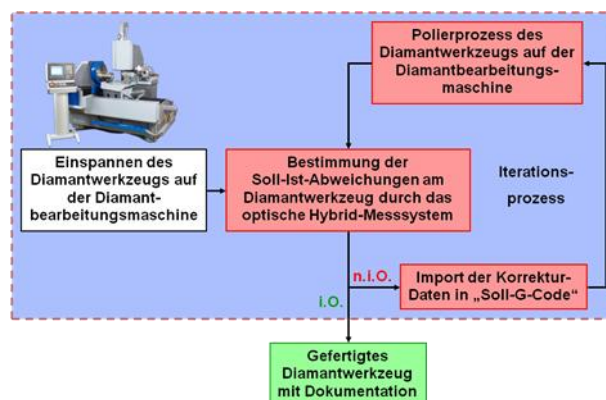 Polierprozess des
Diamantwerkzeugs auf der
Diamantbearbeitungs-
maschine
Einspannen des
Diamantwerkzeugs auf
der Diamant-
bearbeitungsmaschine
Bestimmung der
Soll-Ist-Abweichungen am
Diamantwerkzeug durch das
optische Hybrid-Messsystem
Iterations-
prozess
n.i.O.
i.O.
Import der Korrektur-
Daten in „Soll-G-Code“
Gefertigtes
Diamantwerkzeug
mit Dokumentation